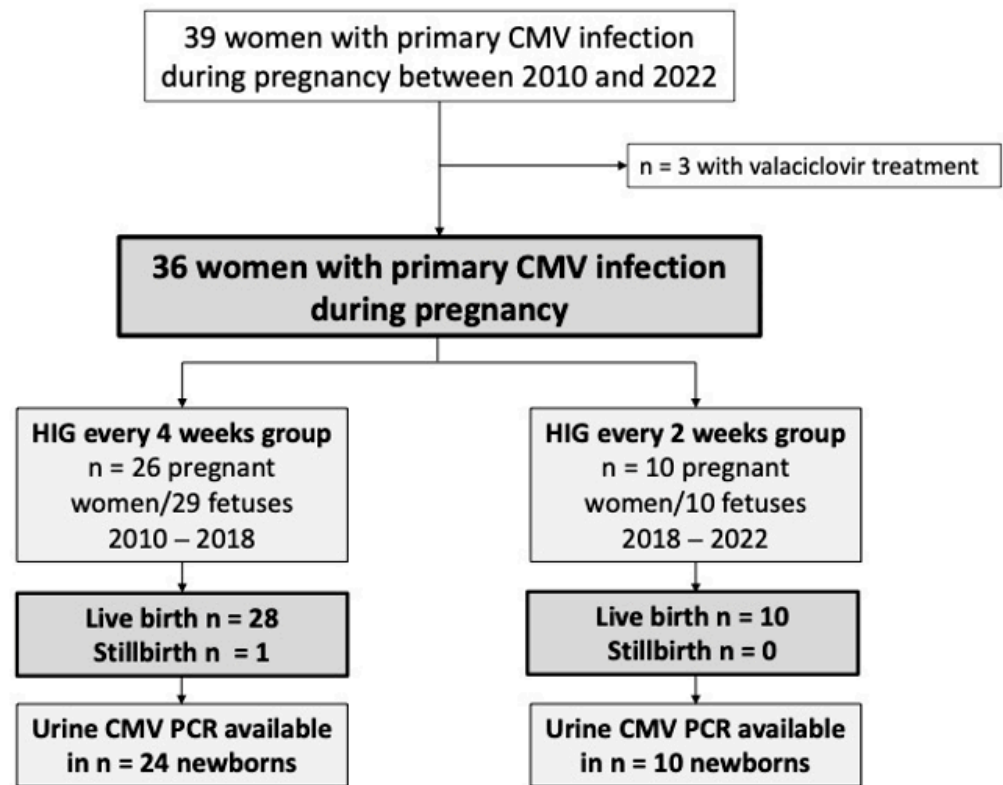 39 women with primary CMV infection
during pregnancy between 2010 and 2022
n = 3 with valaciclovir treatment
36 women with primary CMV infection
during pregnancy
HIG every 4 weeks group
n = 26 pregnant
women/29 fetuses
2010 – 2018
HIG every 2 weeks group
n = 10 pregnant
women/10 fetuses
2018 – 2022
Live birth n = 28
Stillbirth n = 1
Live birth n = 10
Stillbirth n = 0
Urine CMV PCR available
in n = 24 newborns
Urine CMV PCR available
in n = 10 newborns